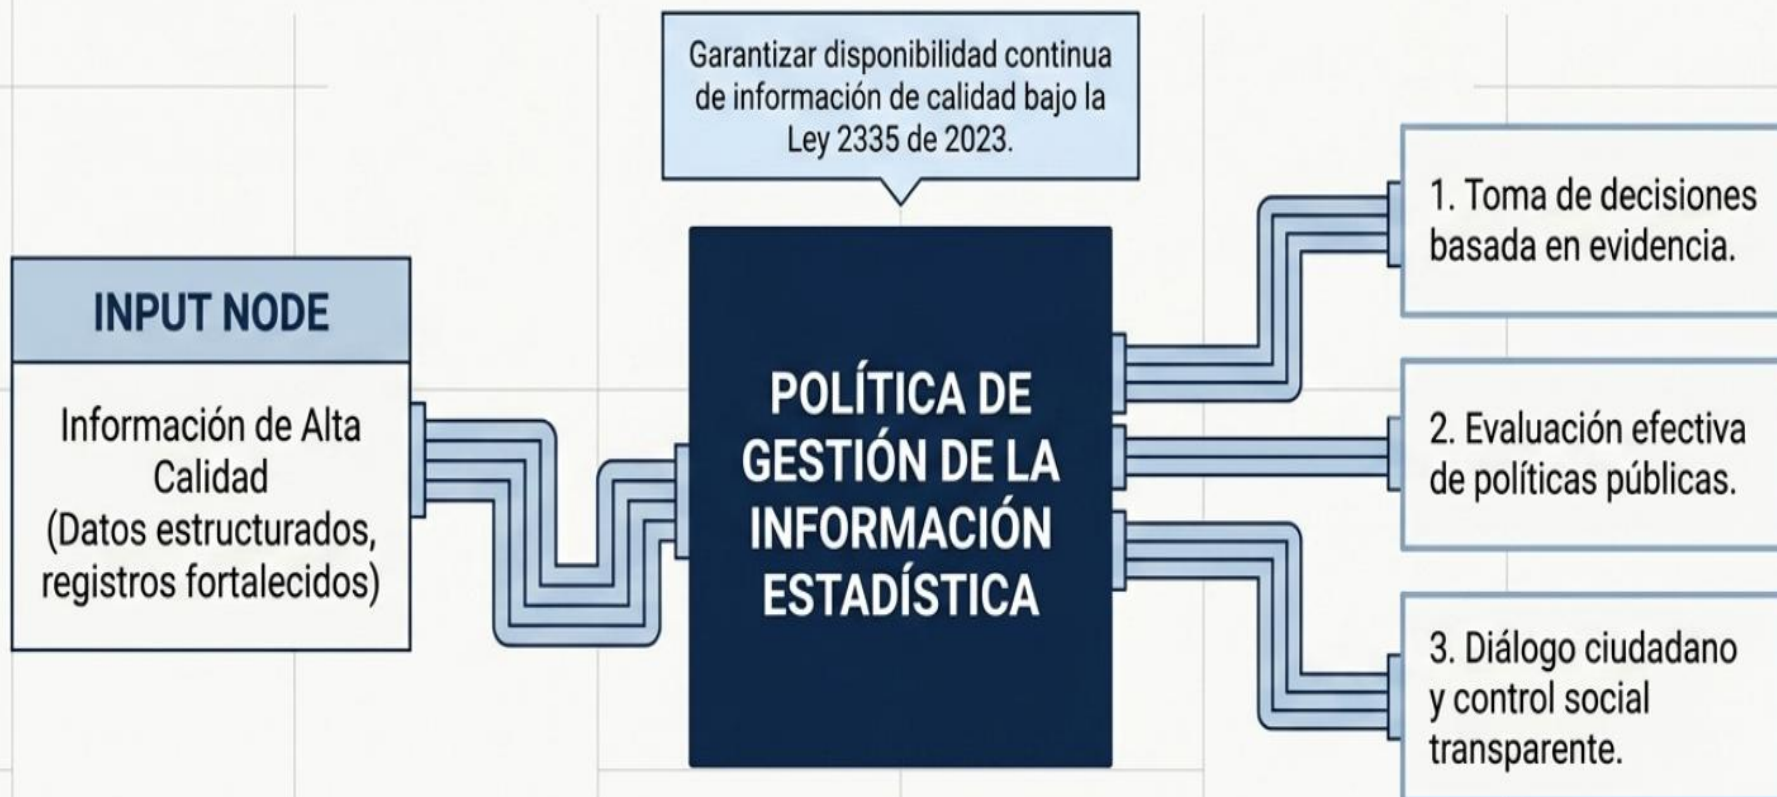 Garantizar disponibilidad continua
de información de calidad bajo la
Ley 2335 de 2023.
INPUT NODE
Información de Alta
Calidad
(Datos estructurados,
registros fortalecidos)
POLÍTICA DE
GESTIÓN DE LA
INFORMACIÓN
ESTADÍSTICA
1. Toma de decisiones
basada en evidencia.
2. Evaluación efectiva
de políticas públicas.
3. Diálogo ciudadano
y control social
transparente.